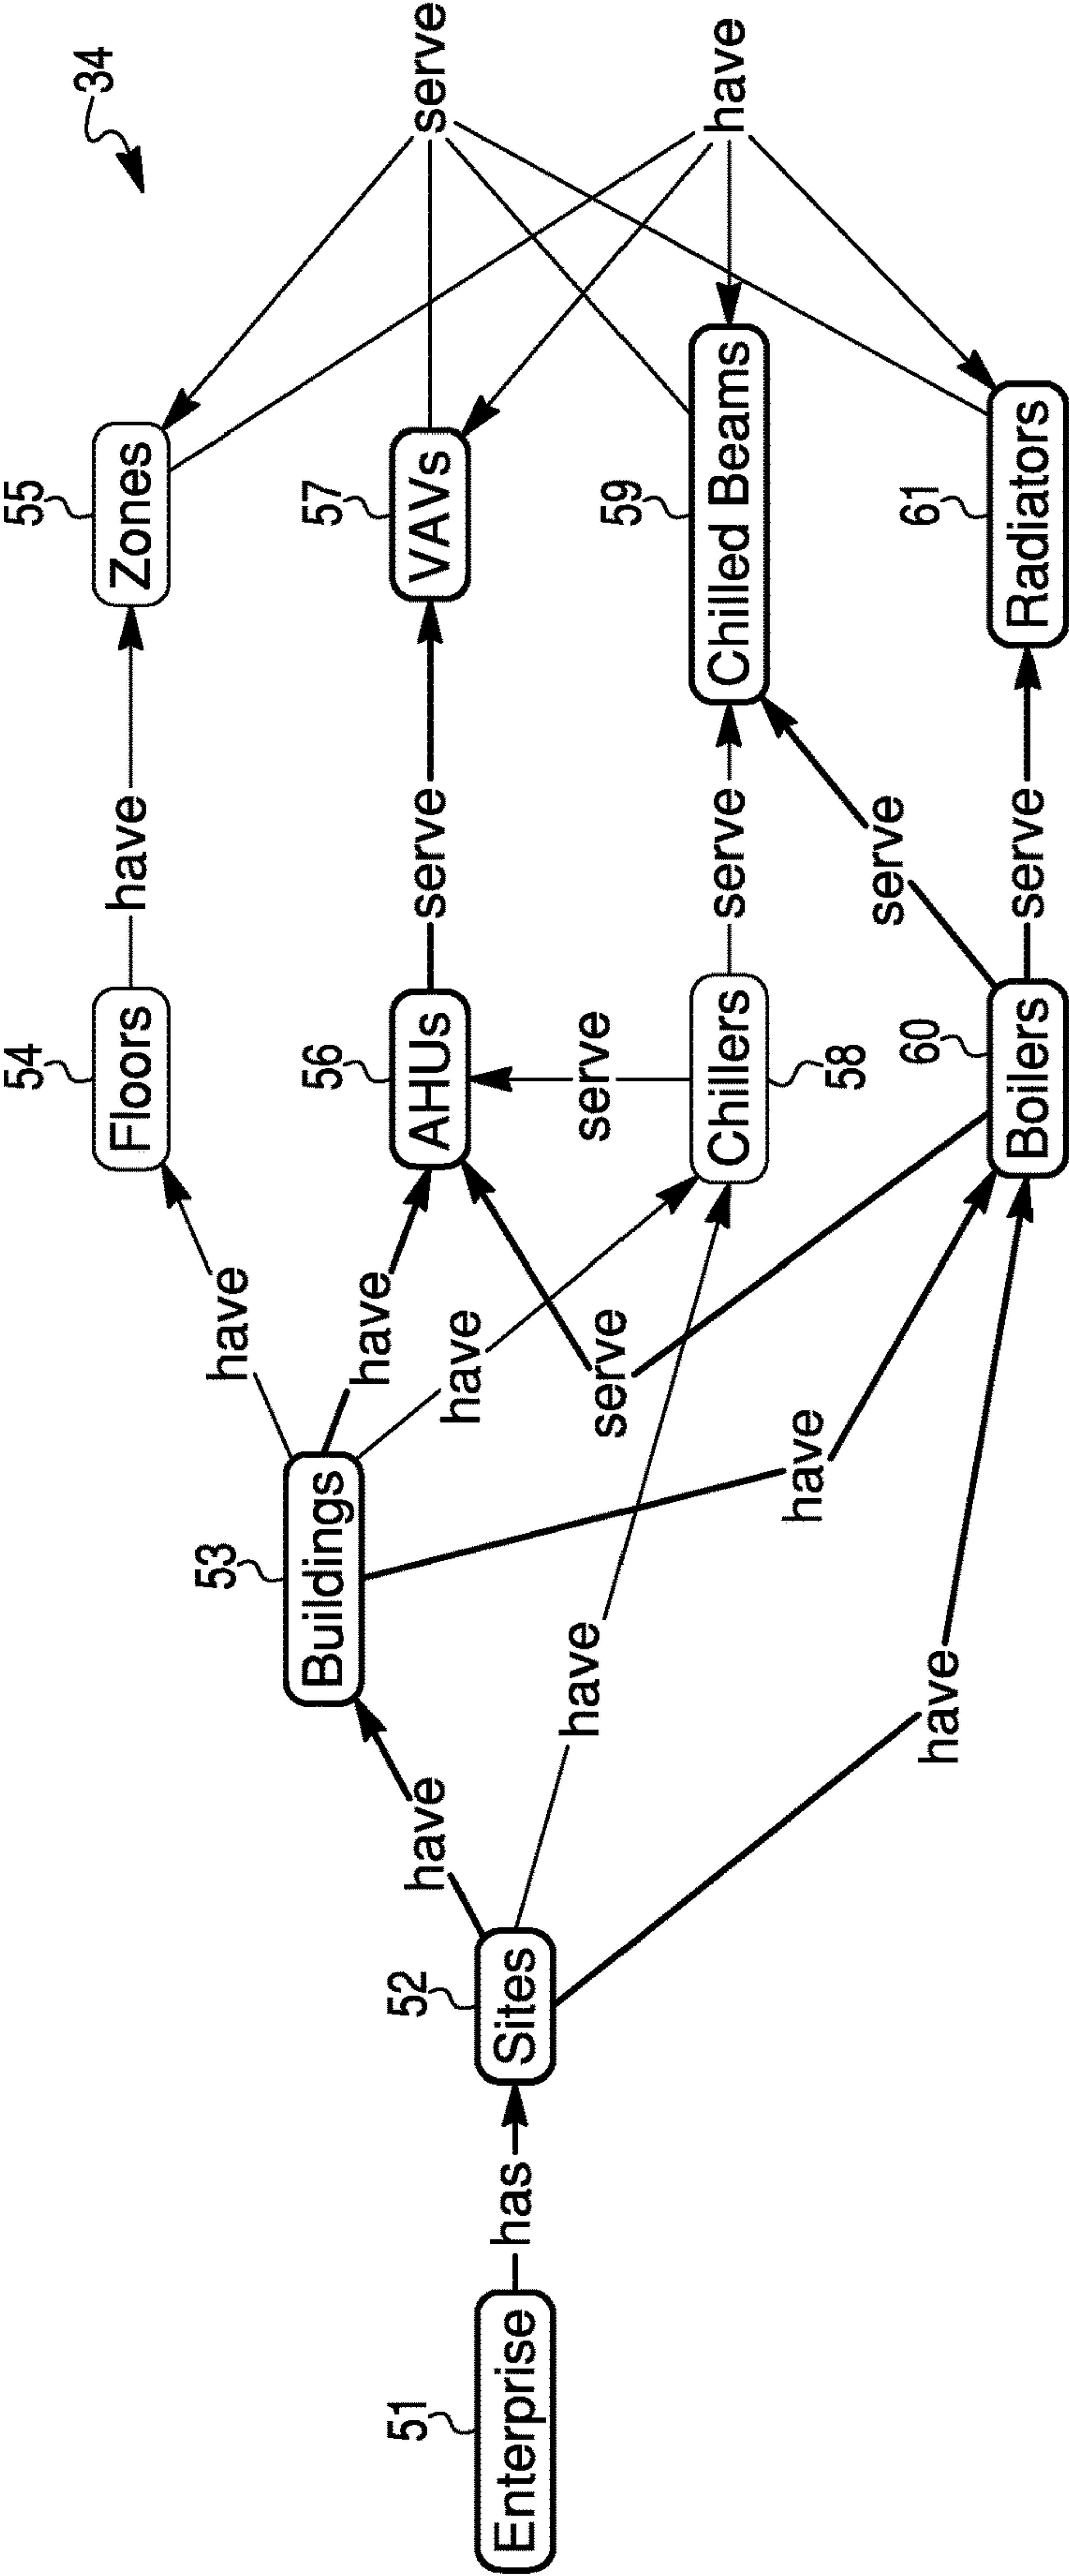 34
51
Enterprise
has
52
Sites
have
have
have
53
Buildings
have
have
have
have
54
Floors
have
55
Zones
56
AHUs
serve
57
VAVs
serve
serve
58
Chillers
serve
59
Chilled Beams
serve
60
Boilers
serve
61
Radiators
serve
have